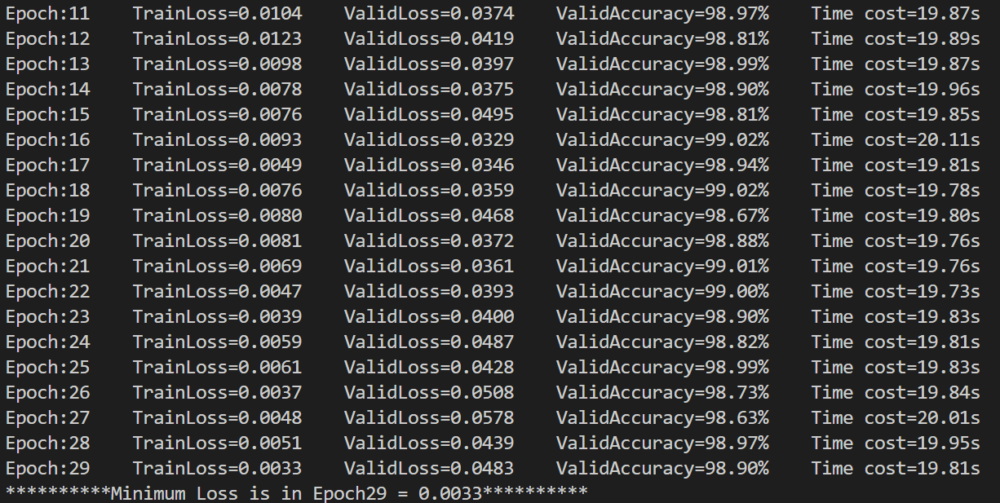 Epoch:11    TrainLoss=0.0104    ValidLoss=0.0374    ValidAccuracy=98.97%    Time cost=19.87s
Epoch:12    TrainLoss=0.0123    ValidLoss=0.0419    ValidAccuracy=98.81%    Time cost=19.89s
Epoch:13    TrainLoss=0.0098    ValidLoss=0.0397    ValidAccuracy=98.99%    Time cost=19.87s
Epoch:14    TrainLoss=0.0078    ValidLoss=0.0375    ValidAccuracy=98.90%    Time cost=19.96s
Epoch:15    TrainLoss=0.0076    ValidLoss=0.0495    ValidAccuracy=98.81%    Time cost=19.85s
Epoch:16    TrainLoss=0.0093    ValidLoss=0.0329    ValidAccuracy=99.02%    Time cost=20.11s
Epoch:17    TrainLoss=0.0049    ValidLoss=0.0346    ValidAccuracy=98.94%    Time cost=19.81s
Epoch:18    TrainLoss=0.0076    ValidLoss=0.0359    ValidAccuracy=99.02%    Time cost=19.78s
Epoch:19    TrainLoss=0.0080    ValidLoss=0.0468    ValidAccuracy=98.67%    Time cost=19.80s
Epoch:20    TrainLoss=0.0081    ValidLoss=0.0372    ValidAccuracy=98.88%    Time cost=19.76s
Epoch:21    TrainLoss=0.0069    ValidLoss=0.0361    ValidAccuracy=99.01%    Time cost=19.76s
Epoch:22    TrainLoss=0.0047    ValidLoss=0.0393    ValidAccuracy=99.00%    Time cost=19.73s
Epoch:23    TrainLoss=0.0039    ValidLoss=0.0400    ValidAccuracy=98.90%    Time cost=19.83s
Epoch:24    TrainLoss=0.0059    ValidLoss=0.0487    ValidAccuracy=98.82%    Time cost=19.81s
Epoch:25    TrainLoss=0.0061    ValidLoss=0.0428    ValidAccuracy=98.99%    Time cost=19.83s
Epoch:26    TrainLoss=0.0037    ValidLoss=0.0508    ValidAccuracy=98.73%    Time cost=19.84s
Epoch:27    TrainLoss=0.0048    ValidLoss=0.0578    ValidAccuracy=98.63%    Time cost=20.01s
Epoch:28    TrainLoss=0.0051    ValidLoss=0.0439    ValidAccuracy=98.97%    Time cost=19.95s
Epoch:29    TrainLoss=0.0033    ValidLoss=0.0483    ValidAccuracy=98.90%    Time cost=19.81s
**********Minimum Loss is in Epoch29 = 0.0033**********